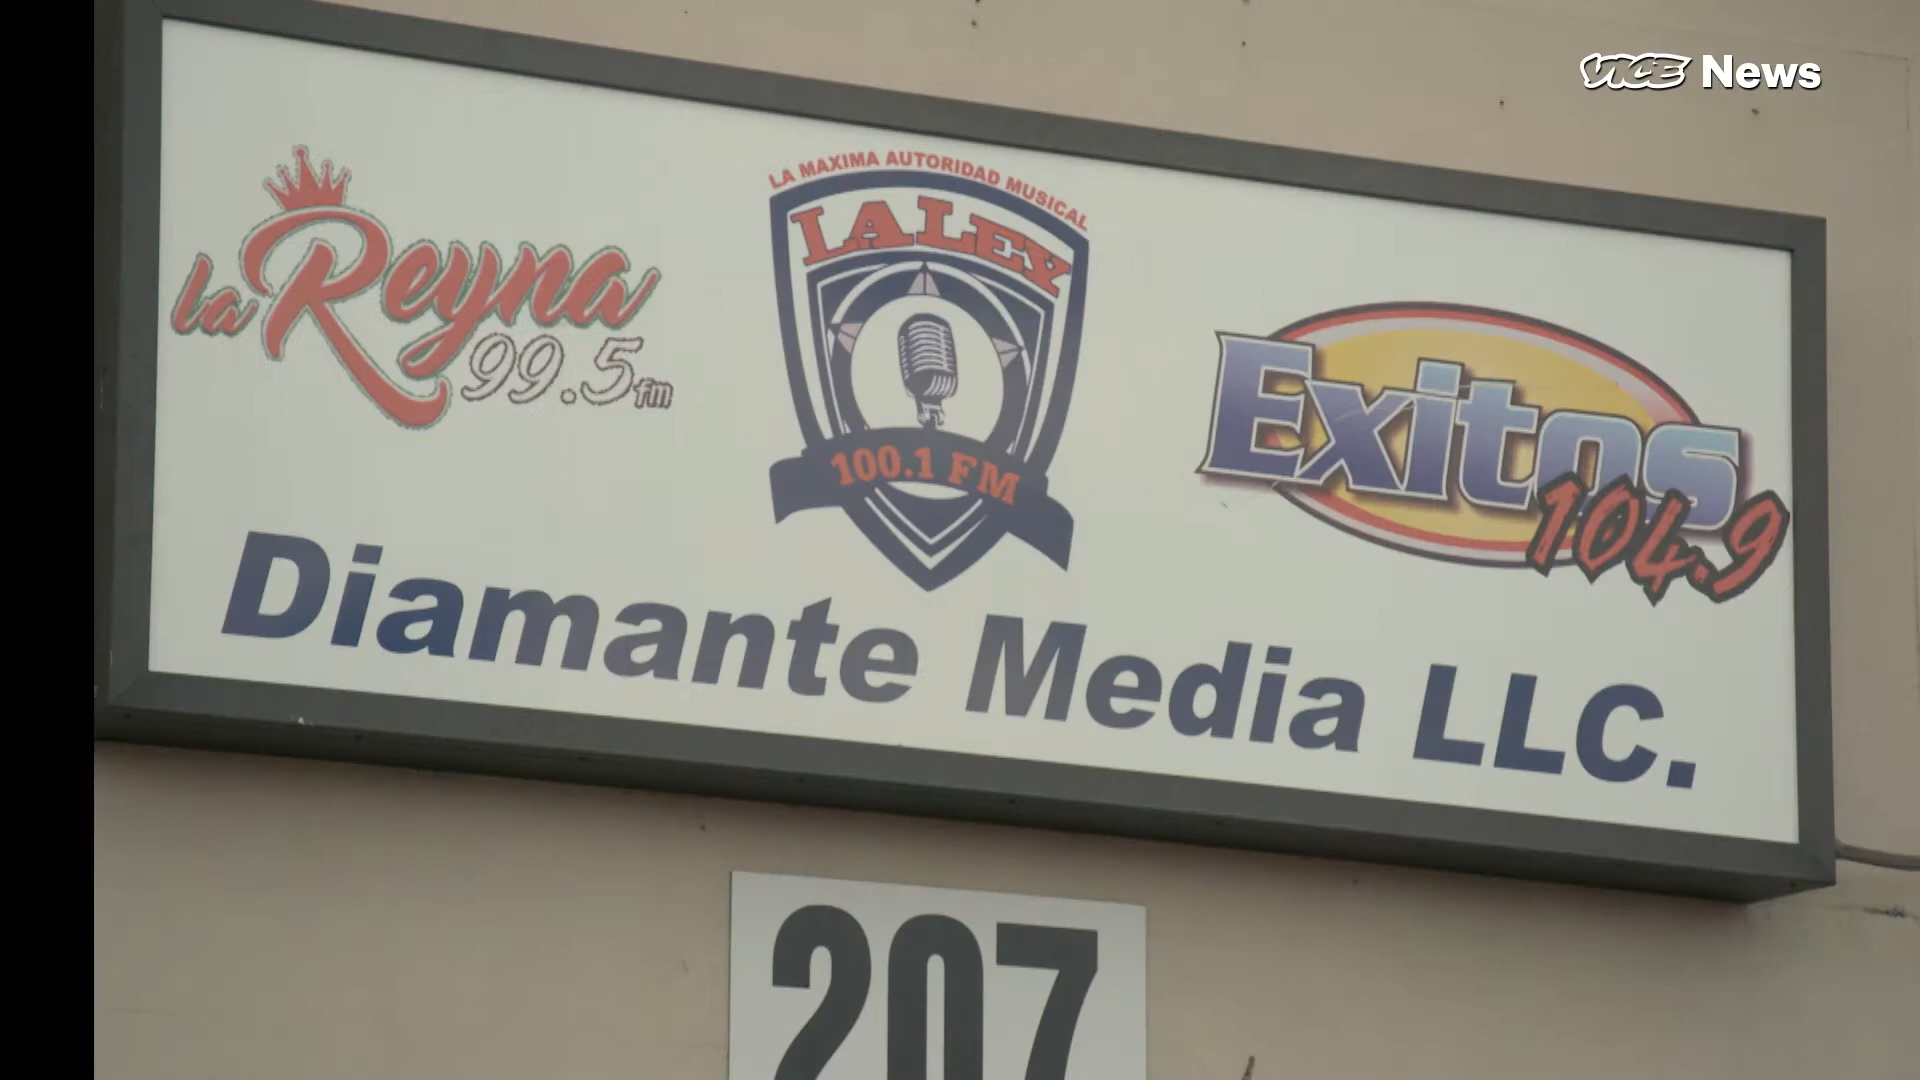 VICE News
la Reyna
99.5 fm
LA MAXIMA AUTORIDAD MUSICAL
LA LEY
100.1 FM
Exitos
104.9
Diamante Media LLC.
207